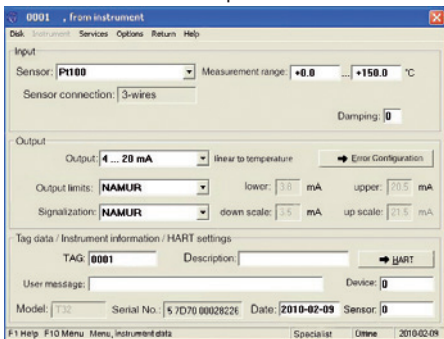 0001 , from instrument
Disk Instrument Services Options Return Help
Input
Sensor: Pt100 Measurement range: +0.0 ... +150.0 °C
Sensor connection: 3-wires
Damping: 0
Output
Output: 4 ... 20 mA linear to temperature Error Configuration
Output limits: NAMUR lower: 3.8 mA upper: 20.5 mA
Signalization: NAMUR down scale: 3.5 mA up scale: 21.5 mA
Tag data / Instrument information / HART settings
TAG: 0001 Description: HART
User message: Device: 0
Model: T32 Serial No.: 5 7D70 00028226 Date: 2010-02-09 Sensor: 0
F1 Help F10 Menu Menu, instrument data Specialist Offline 2010-02-09